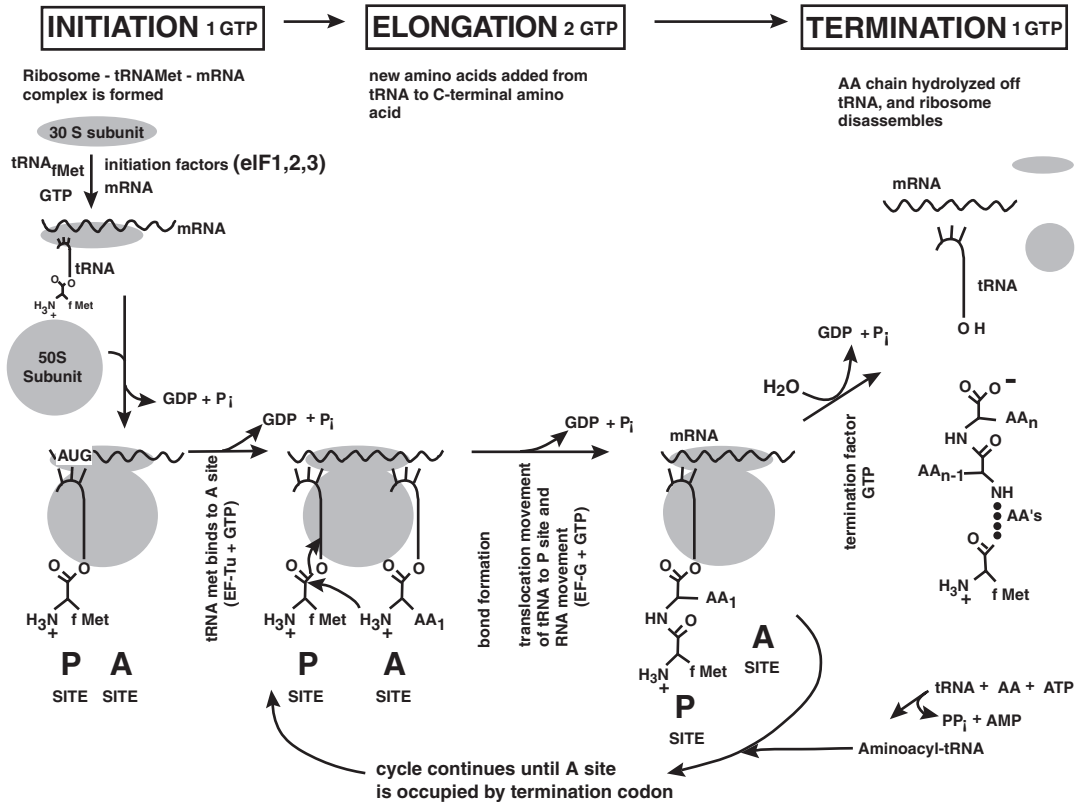 INITIATION 1 GTP
ELONGATION 2 GTP
TERMINATION 1 GTP
Ribosome - tRNAMet - mRNA
complex is formed
new amino acids added from
tRNA to C-terminal amino
acid
AA chain hydrolyzed off
tRNA, and ribosome
disassembles
30 S subunit
tRNAfMet
initiation factors (eIF1,2,3)
GTP
mRNA
mRNA
tRNA
O
O
H3N
+
f Met
50S
Subunit
GDP + Pi
AUG
O
O
H3N
+
f Met
P
A
SITE
SITE
tRNA met binds to A site
(EF-Tu + GTP)
GDP + Pi
O
O
O
O
H3N
+
f Met
H3N
+
AA1
P
A
SITE
SITE
bond formation
translocation movement
of tRNA to P site and
RNA movement
(EF-G + GTP)
GDP + Pi
mRNA
O
O
AA1
HN
O
H3N
+
f Met
P
SITE
A
SITE
H2O
GDP + Pi
termination factor
GTP
mRNA
tRNA
O H
O
O –
AAn
HN
O
AAn-1
NH
AA's
O
H3N
+
f Met
tRNA + AA + ATP
PPi + AMP
Aminoacyl-tRNA
cycle continues until A site
is occupied by termination codon